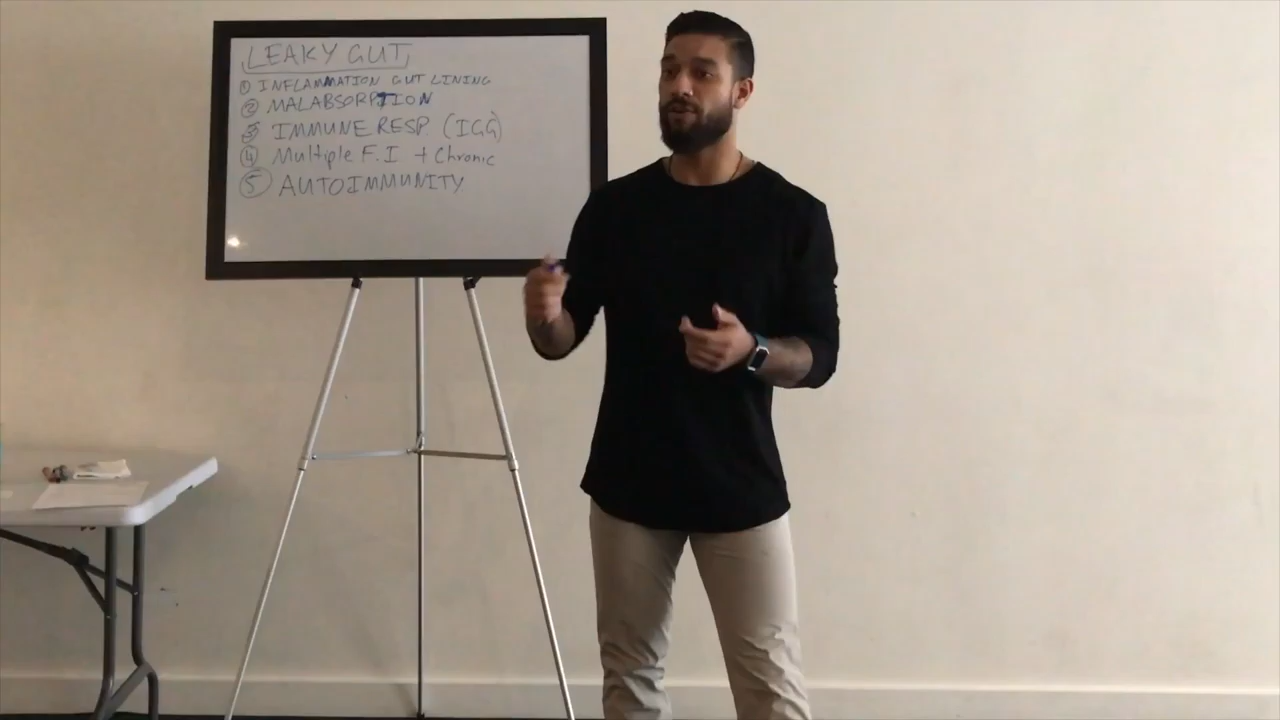 LEAKY GUT
① INFLAMMATION GUT LINING
② MALABSORPTION
③ IMMUNE RESP (IGG)
④ Multiple F.I + Chronic
⑤ AUTOIMMUNITY